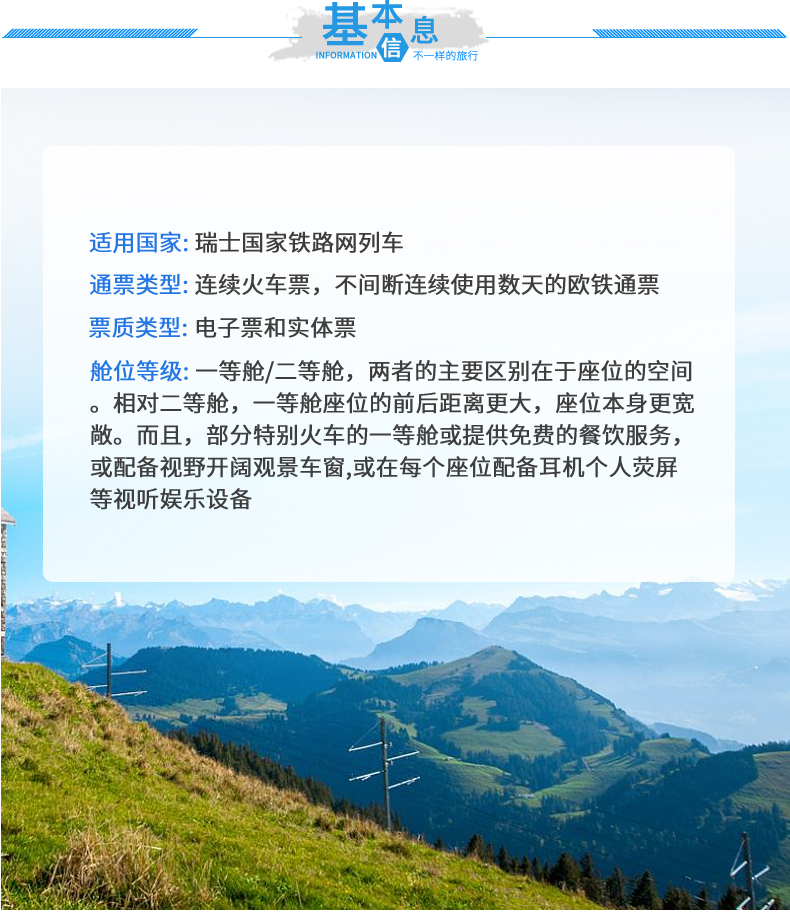 基本信息
INFORMATION 不一样的旅行
适用国家: 瑞士国家铁路网列车
通票类型: 连续火车票，不间断连续使用数天的欧铁通票
票质类型: 电子票和实体票
舱位等级: 一等舱/二等舱，两者的主要区别在于座位的空间
。相对二等舱，一等舱座位的前后距离更大，座位本身更宽
敞。而且，部分特别火车的一等舱或提供免费的餐饮服务，
或配备视野开阔观景车窗,或在每个座位配备耳机个人荧屏
等视听娱乐设备